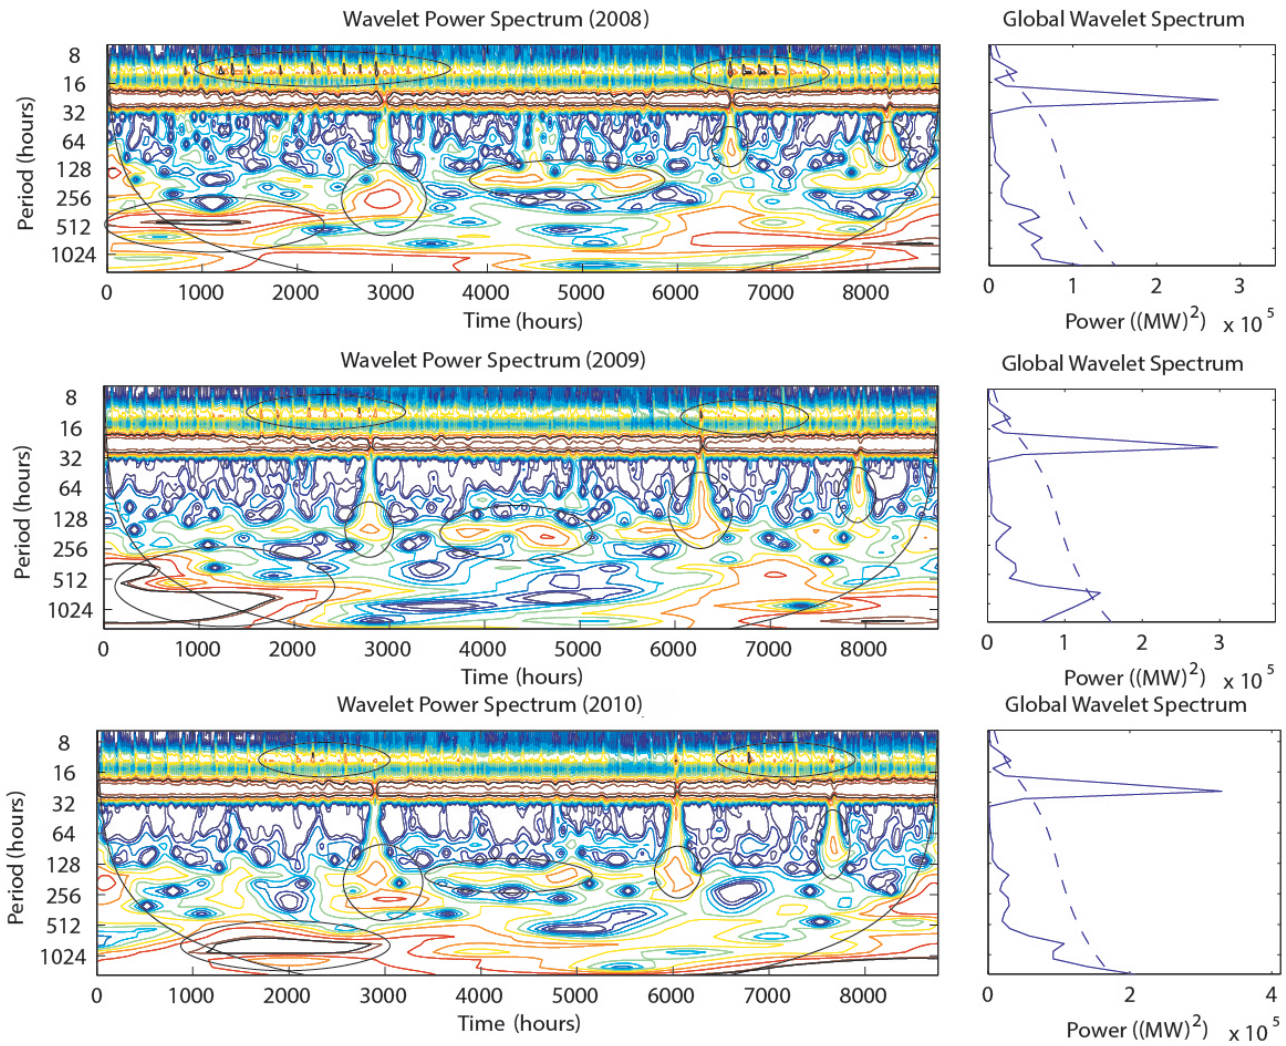 Wavelet Power Spectrum (2008)
Global Wavelet Spectrum
Period (hours)
8
16
32
64
128
256
512
1024
0 1000 2000 3000 4000 5000 6000 7000 8000
Time (hours)
0 1 2 3
Power ((MW)2) x 10 5
Wavelet Power Spectrum (2009)
Global Wavelet Spectrum
Period (hours)
8
16
32
64
128
256
512
1024
0 1000 2000 3000 4000 5000 6000 7000 8000
Time (hours)
0 1 2 3
Power ((MW)2) x 10 5
Wavelet Power Spectrum (2010)
Global Wavelet Spectrum
Period (hours)
8
16
32
64
128
256
512
1024
0 1000 2000 3000 4000 5000 6000 7000 8000
Time (hours)
0 2 4
Power ((MW)2) x 10 5